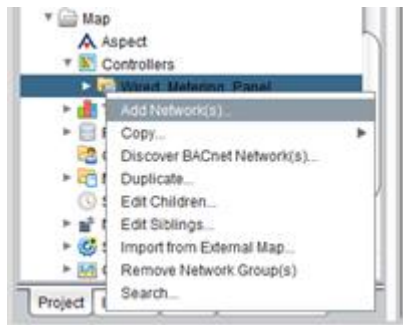 Map
Aspect
Controllers
Wired_Metering_Panel
Add Network(s)...
Copy...
Discover BACnet Network(s)...
Duplicate...
Edit Children...
Edit Siblings...
Import from External Map...
Remove Network Group(s)
Search...
Project